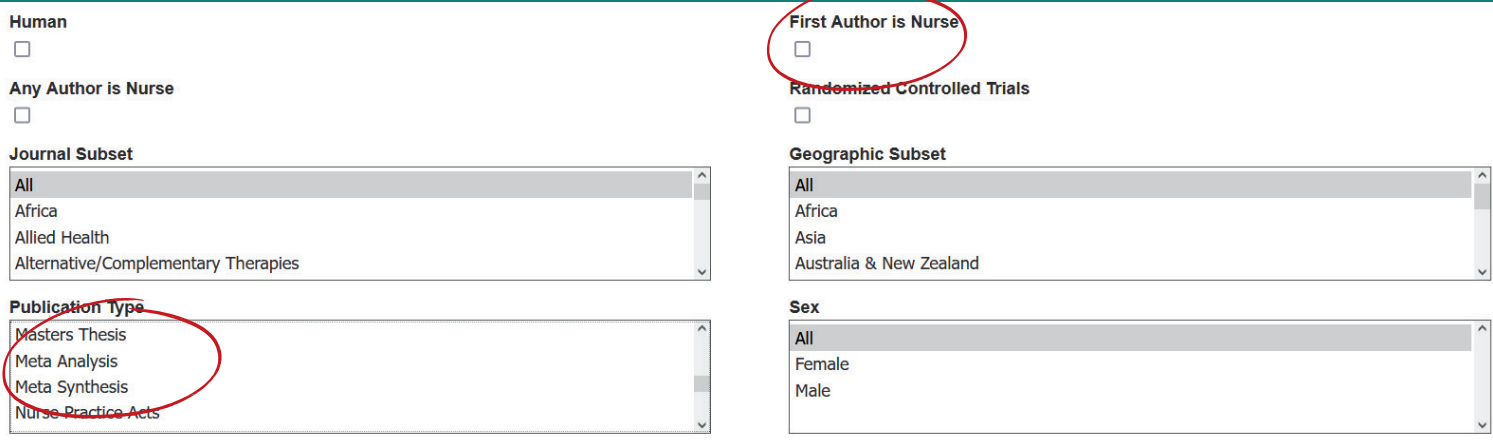 Human
First Author is Nurse
Any Author is Nurse
Randomized Controlled Trials
Journal Subset
All
Africa
Allied Health
Alternative/Complementary Therapies
Geographic Subset
All
Africa
Asia
Australia & New Zealand
Publication Type
Masters Thesis
Meta Analysis
Meta Synthesis
Nurse Practice Acts
Sex
All
Female
Male